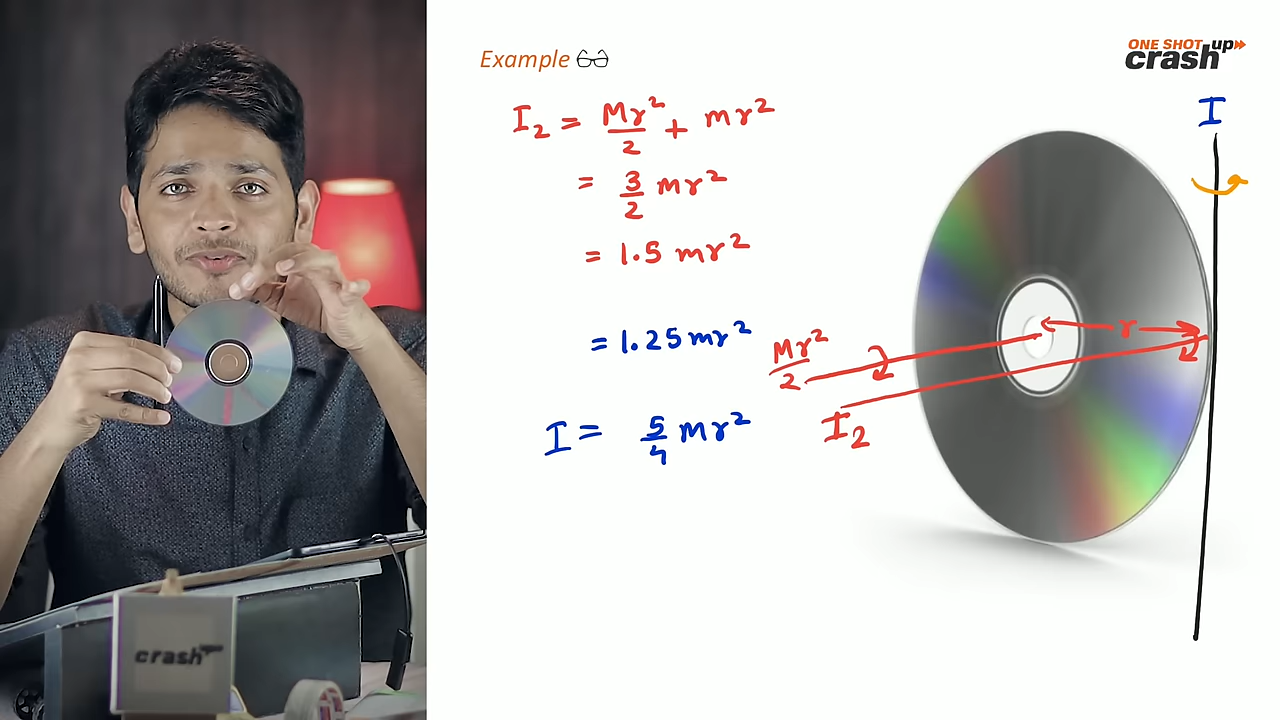 Example
ONE SHOT
crash up
I
I₂ = Mr²/2 + mr²
= 3/2 mr²
= 1.5 mr²
= 1.25 mr²
Mr²/2
r
I₂
I = 5/4 mr²
crash up